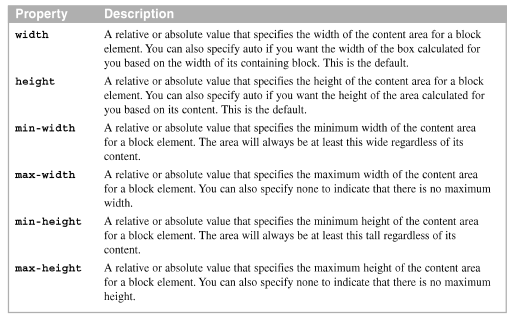 Property Description
width A relative or absolute value that specifies the width of the content area for a block
element. You can also specify auto if you want the width of the box calculated for
you based on the width of its containing block. This is the default.
height A relative or absolute value that specifies the height of the content area for a block
element. You can also specify auto if you want the height of the area calculated for
you based on its content. This is the default.
min-width A relative or absolute value that specifies the minimum width of the content area
for a block element. The area will always be at least this wide regardless of its
content.
max-width A relative or absolute value that specifies the maximum width of the content area
for a block element. You can also specify none to indicate that there is no maximum
width.
min-height A relative or absolute value that specifies the minimum height of the content area
for a block element. The area will always be at least this tall regardless of its
content.
max-height A relative or absolute value that specifies the maximum height of the content area
for a block element. You can also specify none to indicate that there is no maximum
height.